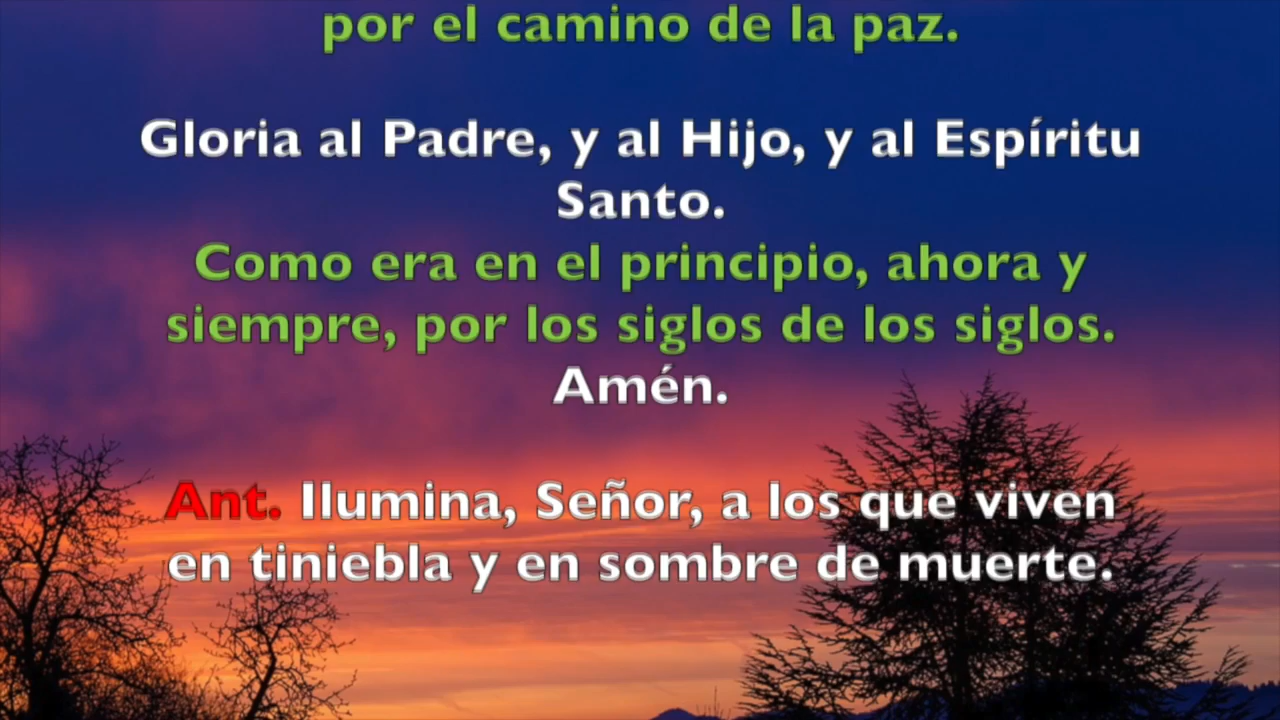 por el camino de la paz.
Gloria al Padre, y al Hijo, y al Espíritu
Santo.
Como era en el principio, ahora y
siempre, por los siglos de los siglos.
Amén.
Ant. Ilumina, Señor, a los que viven
en tiniebla y en sombre de muerte.